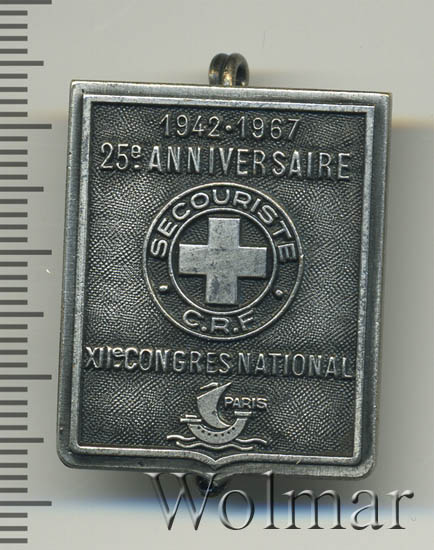 1942·1967
25e ANNIVERSAIRE
SECOURISTE
· C.R.F. ·
XIIe CONGRES NATIONAL
PARIS
Wolmar